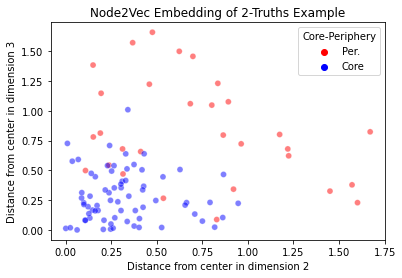 Node2Vec Embedding of 2-Truths Example
Core-Periphery
Per.
Core
Distance from center in dimension 3
1.50
1.25
1.00
0.75
0.50
0.25
0.00
0.00 0.25 0.50 0.75 1.00 1.25 1.50 1.75
Distance from center in dimension 2